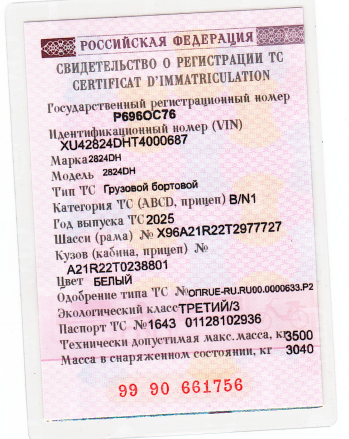 РОССИЙСКАЯ ФЕДЕРАЦИЯ
СВИДЕТЕЛЬСТВО О РЕГИСТРАЦИИ ТС
CERTIFICAT D'IMMATRICULATION
Государственный регистрационный номер
Р696ОС76
Идентификационный номер (VIN)
XU42824DHT4000687
Марка 2824DH
Модель 2824DH
Тип ТС Грузовой бортовой
Категория ТС (ABCD, прицеп) B/N1
Год выпуска ТС 2025
Шасси (рама) № X96A21R22T2977727
Кузов (кабина, прицеп) №
A21R22T0238801
Цвет БЕЛЫЙ
Одобрение типа ТС № ОПRUE-RU.RU00.0000633.P2
Экологический класс ТРЕТИЙ/3
Паспорт ТС № 1643 01128102936
Технически допустимая макс. масса, кг 3500
Масса в снаряженном состоянии, кг 3040
99 90 661756